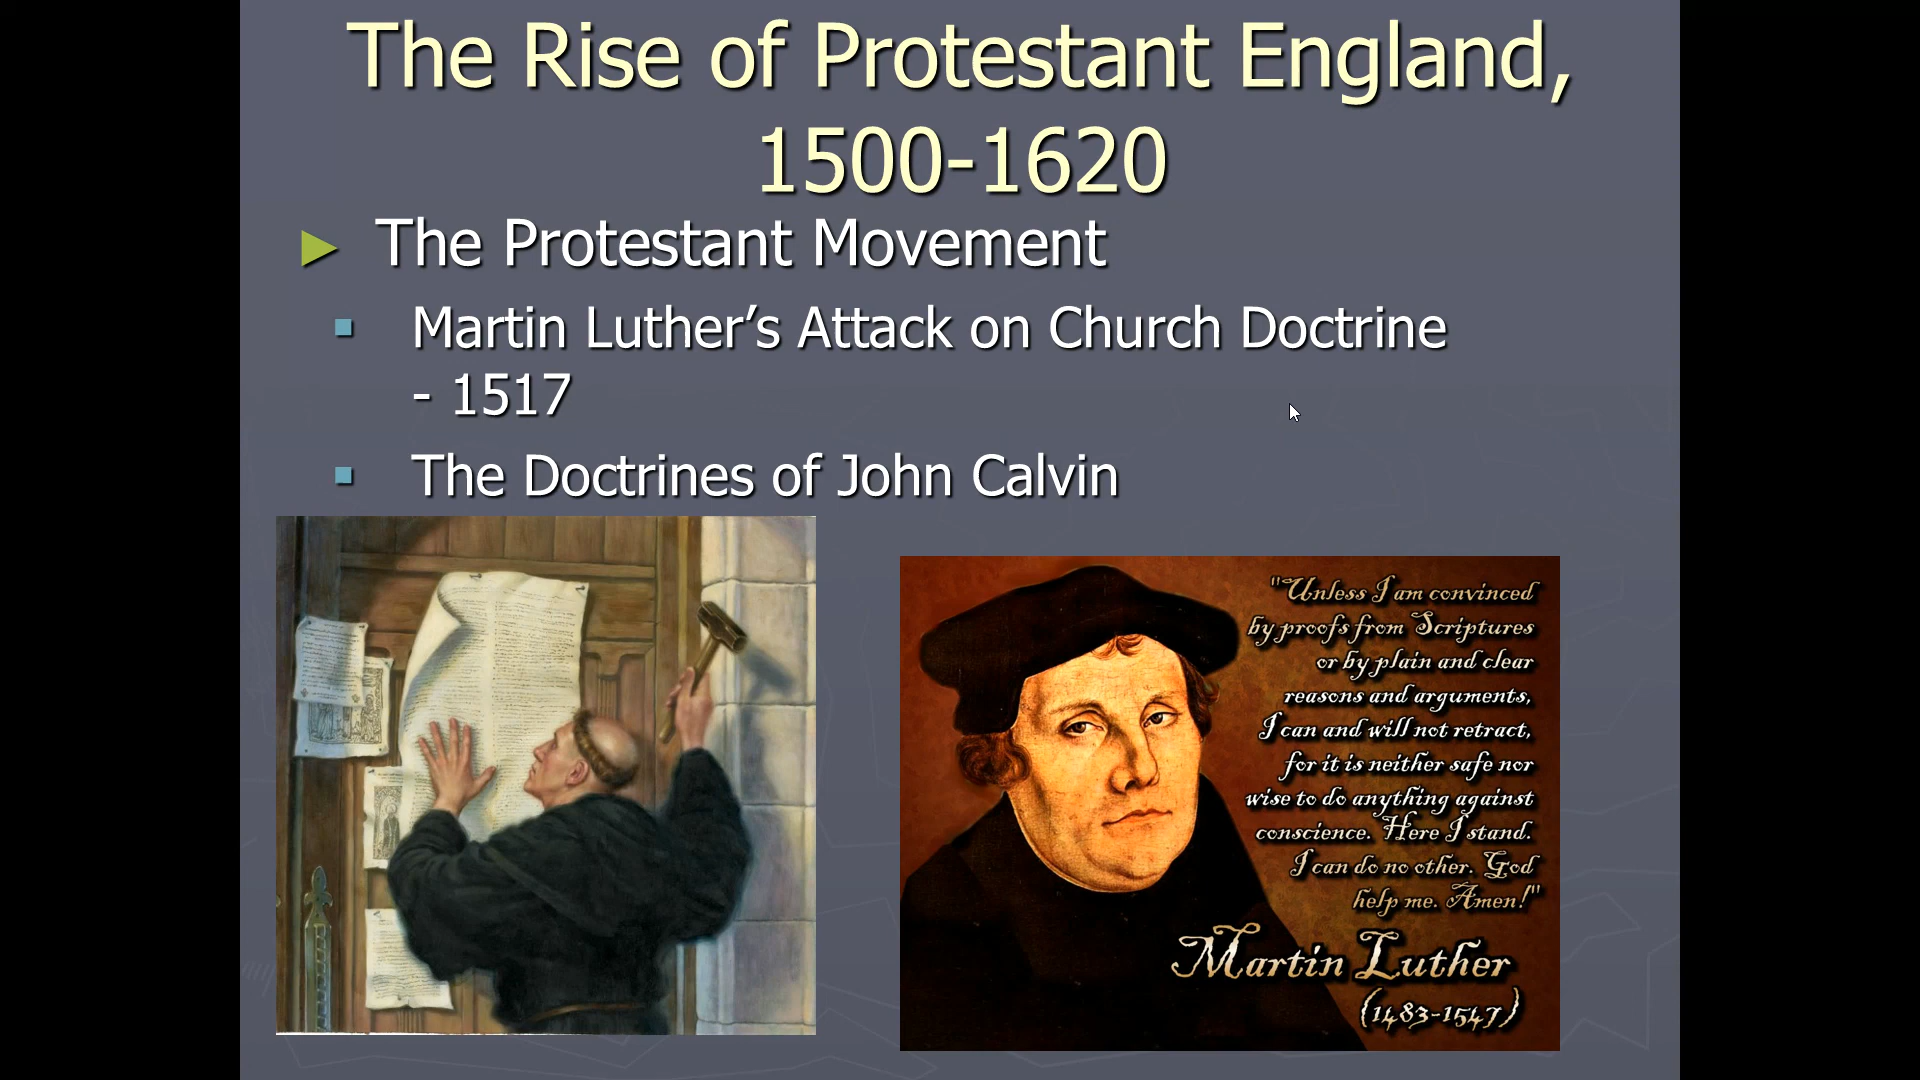 The Rise of Protestant England,
1500-1620
► The Protestant Movement
▪ Martin Luther’s Attack on Church Doctrine
- 1517
▪ The Doctrines of John Calvin
"Unless I am convinced
by proofs from Scriptures
or by plain and clear
reasons and arguments,
I can and will not retract,
for it is neither safe nor
wise to do anything against
conscience. Here I stand.
I can do no other. God
help me. Amen!"
Martin Luther
(1483-1547)